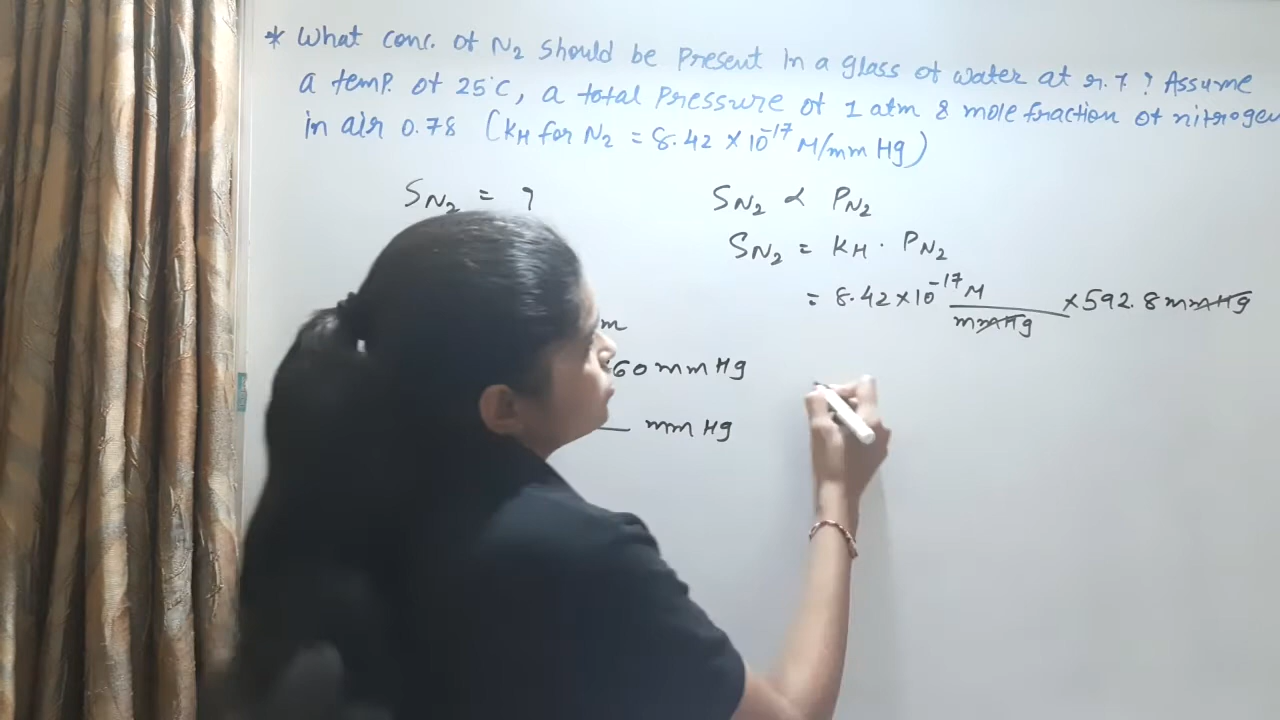 * What conc. of N₂ should be present in a glass of water at r.T ? Assume
a temp. of 25°C, a total pressure of 1 atm & mole fraction of nitrogen
in air 0.78 (KH for N₂ = 8.42 × 10⁻¹⁷ M/mm Hg)
SN₂ = ?
SN₂ ∝ PN₂
SN₂ = KH . PN₂
= 8.42 × 10⁻¹⁷ M / mmHg × 592.8 mmHg
m
60 mm Hg
mm Hg